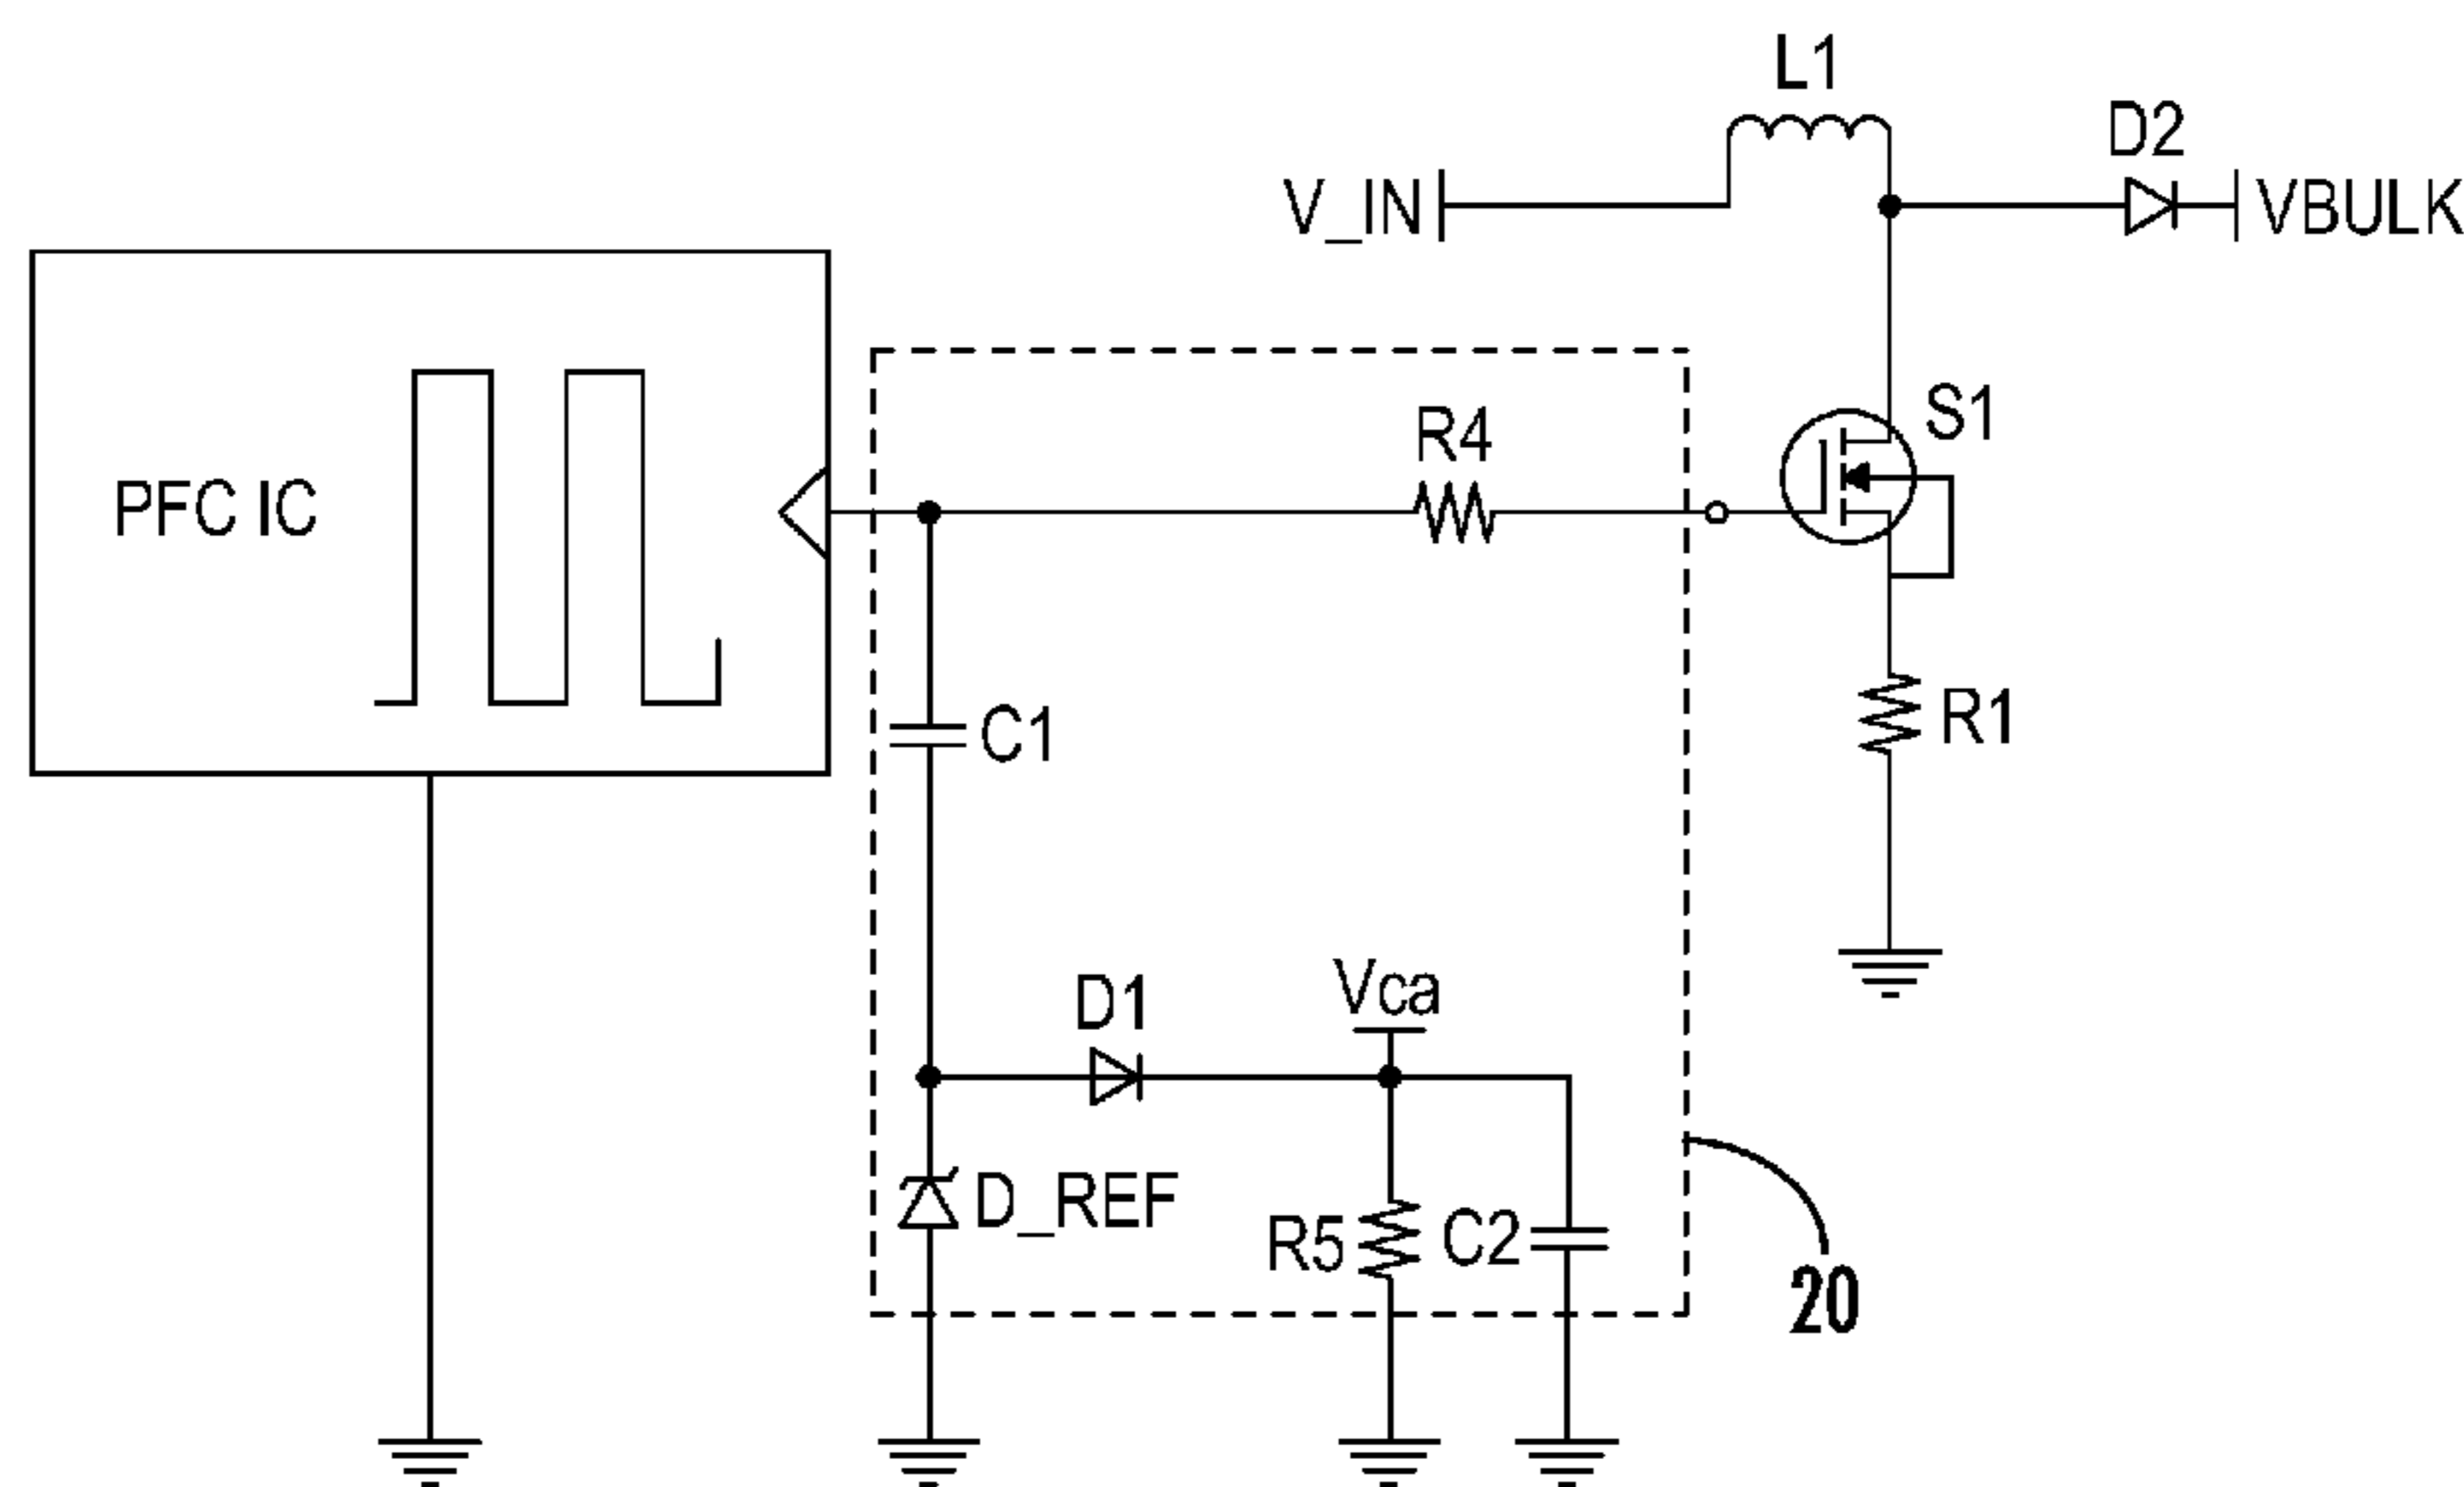 L1
D2
V_IN
VBULK
S1
R4
PFC IC
R1
C1
Vca
D1
D_REF
R5
C2
20